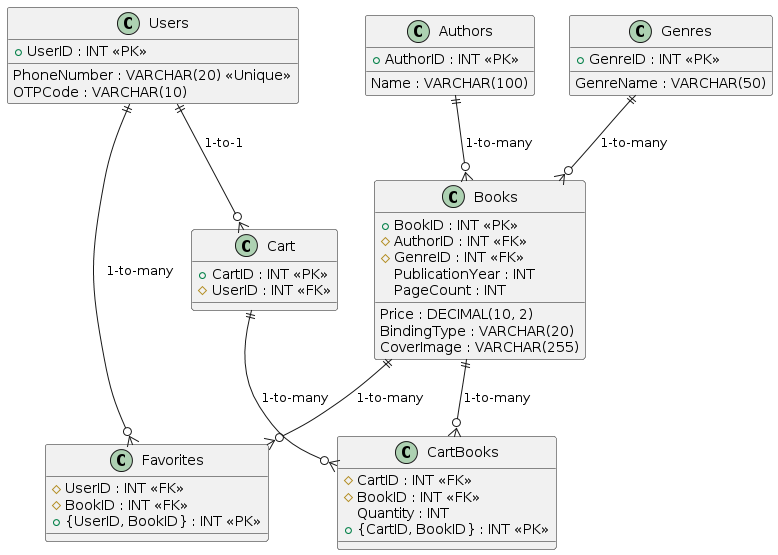 C Users
UserID : INT «PK»
PhoneNumber : VARCHAR(20) «Unique»
OTPCode : VARCHAR(10)
C Authors
AuthorID : INT «PK»
Name : VARCHAR(100)
C Genres
GenreID : INT «PK»
GenreName : VARCHAR(50)
1-to-1
1-to-many
1-to-many
C Books
BookID : INT «PK»
AuthorID : INT «FK»
GenreID : INT «FK»
PublicationYear : INT
PageCount : INT
Price : DECIMAL(10, 2)
BindingType : VARCHAR(20)
CoverImage : VARCHAR(255)
C Cart
CartID : INT «PK»
UserID : INT «FK»
1-to-many
1-to-many
1-to-many
1-to-many
C Favorites
UserID : INT «FK»
BookID : INT «FK»
{UserID, BookID} : INT «PK»
C CartBooks
CartID : INT «FK»
BookID : INT «FK»
Quantity : INT
{CartID, BookID} : INT «PK»